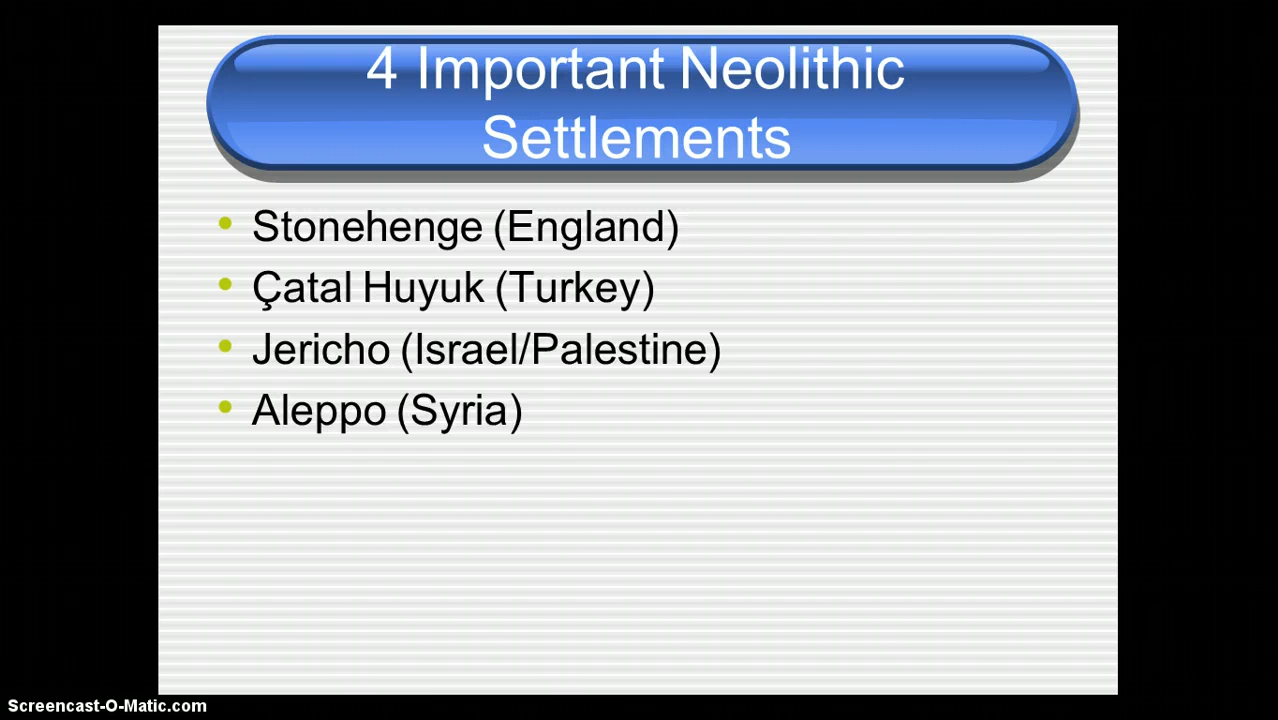 4 Important Neolithic
Settlements
• Stonehenge (England)
• Çatal Huyuk (Turkey)
• Jericho (Israel/Palestine)
• Aleppo (Syria)
Screencast-O-Matic.com